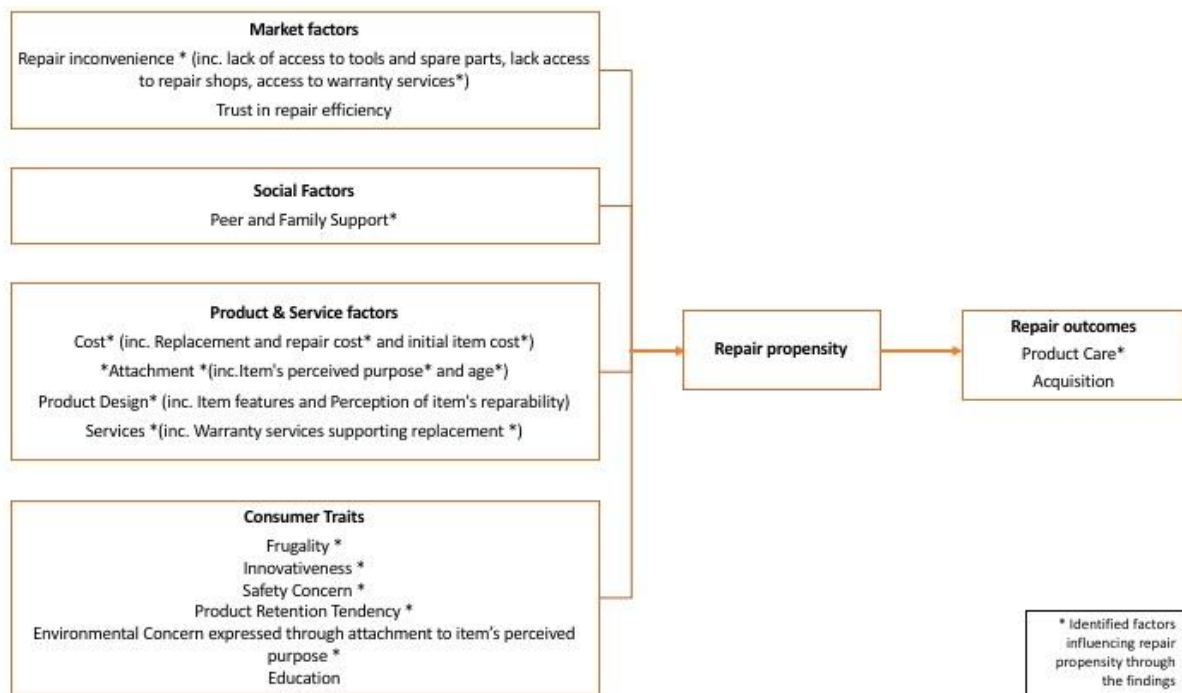 Market factors
Repair inconvenience * (inc. lack of access to tools and spare parts, lack access
to repair shops, access to warranty services*)
Trust in repair efficiency
Social Factors
Peer and Family Support*
Product & Service factors
Cost* (inc. Replacement and repair cost* and initial item cost*)
*Attachment *(inc.Item's perceived purpose* and age*)
Product Design* (inc. Item features and Perception of item's reparability)
Services *(inc. Warranty services supporting replacement *)
Consumer Traits
Frugality *
Innovativeness *
Safety Concern *
Product Retention Tendency *
Environmental Concern expressed through attachment to item's perceived
purpose *
Education
Repair propensity
Repair outcomes
Product Care*
Acquisition
* Identified factors
influencing repair
propensity through
the findings